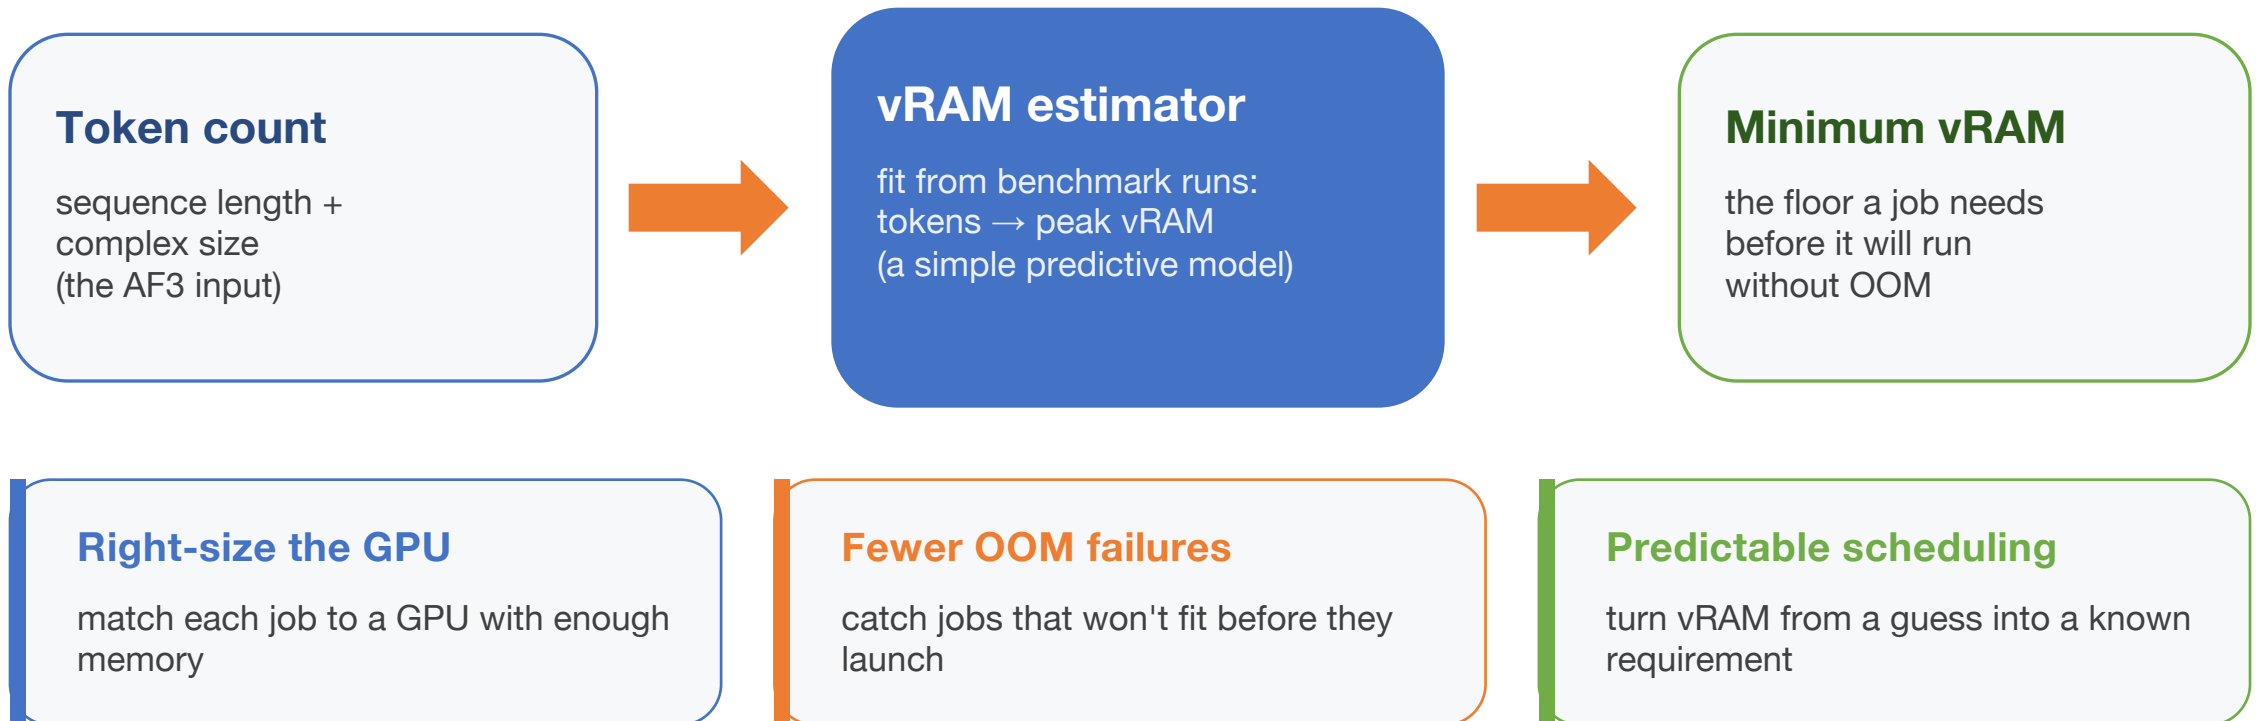 Token count
sequence length +
complex size
(the AF3 input)
vRAM estimator
fit from benchmark runs:
tokens → peak vRAM
(a simple predictive model)
Minimum vRAM
the floor a job needs
before it will run
without OOM
Right-size the GPU
match each job to a GPU with enough
memory
Fewer OOM failures
catch jobs that won't fit before they
launch
Predictable scheduling
turn vRAM from a guess into a known
requirement